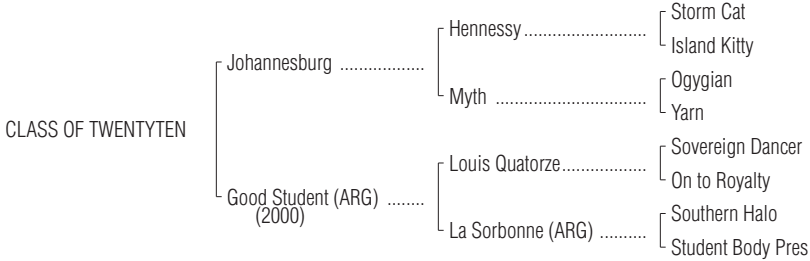 Storm Cat
Hennessy ..........................
Island Kitty
Johannesburg ..................
Ogygian
Myth ................................
Yarn
CLASS OF TWENTYTEN
Sovereign Dancer
Louis Quatorze..................
On to Royalty
Good Student (ARG) ........
(2000)
Southern Halo
La Sorbonne (ARG) ..........
Student Body Pres